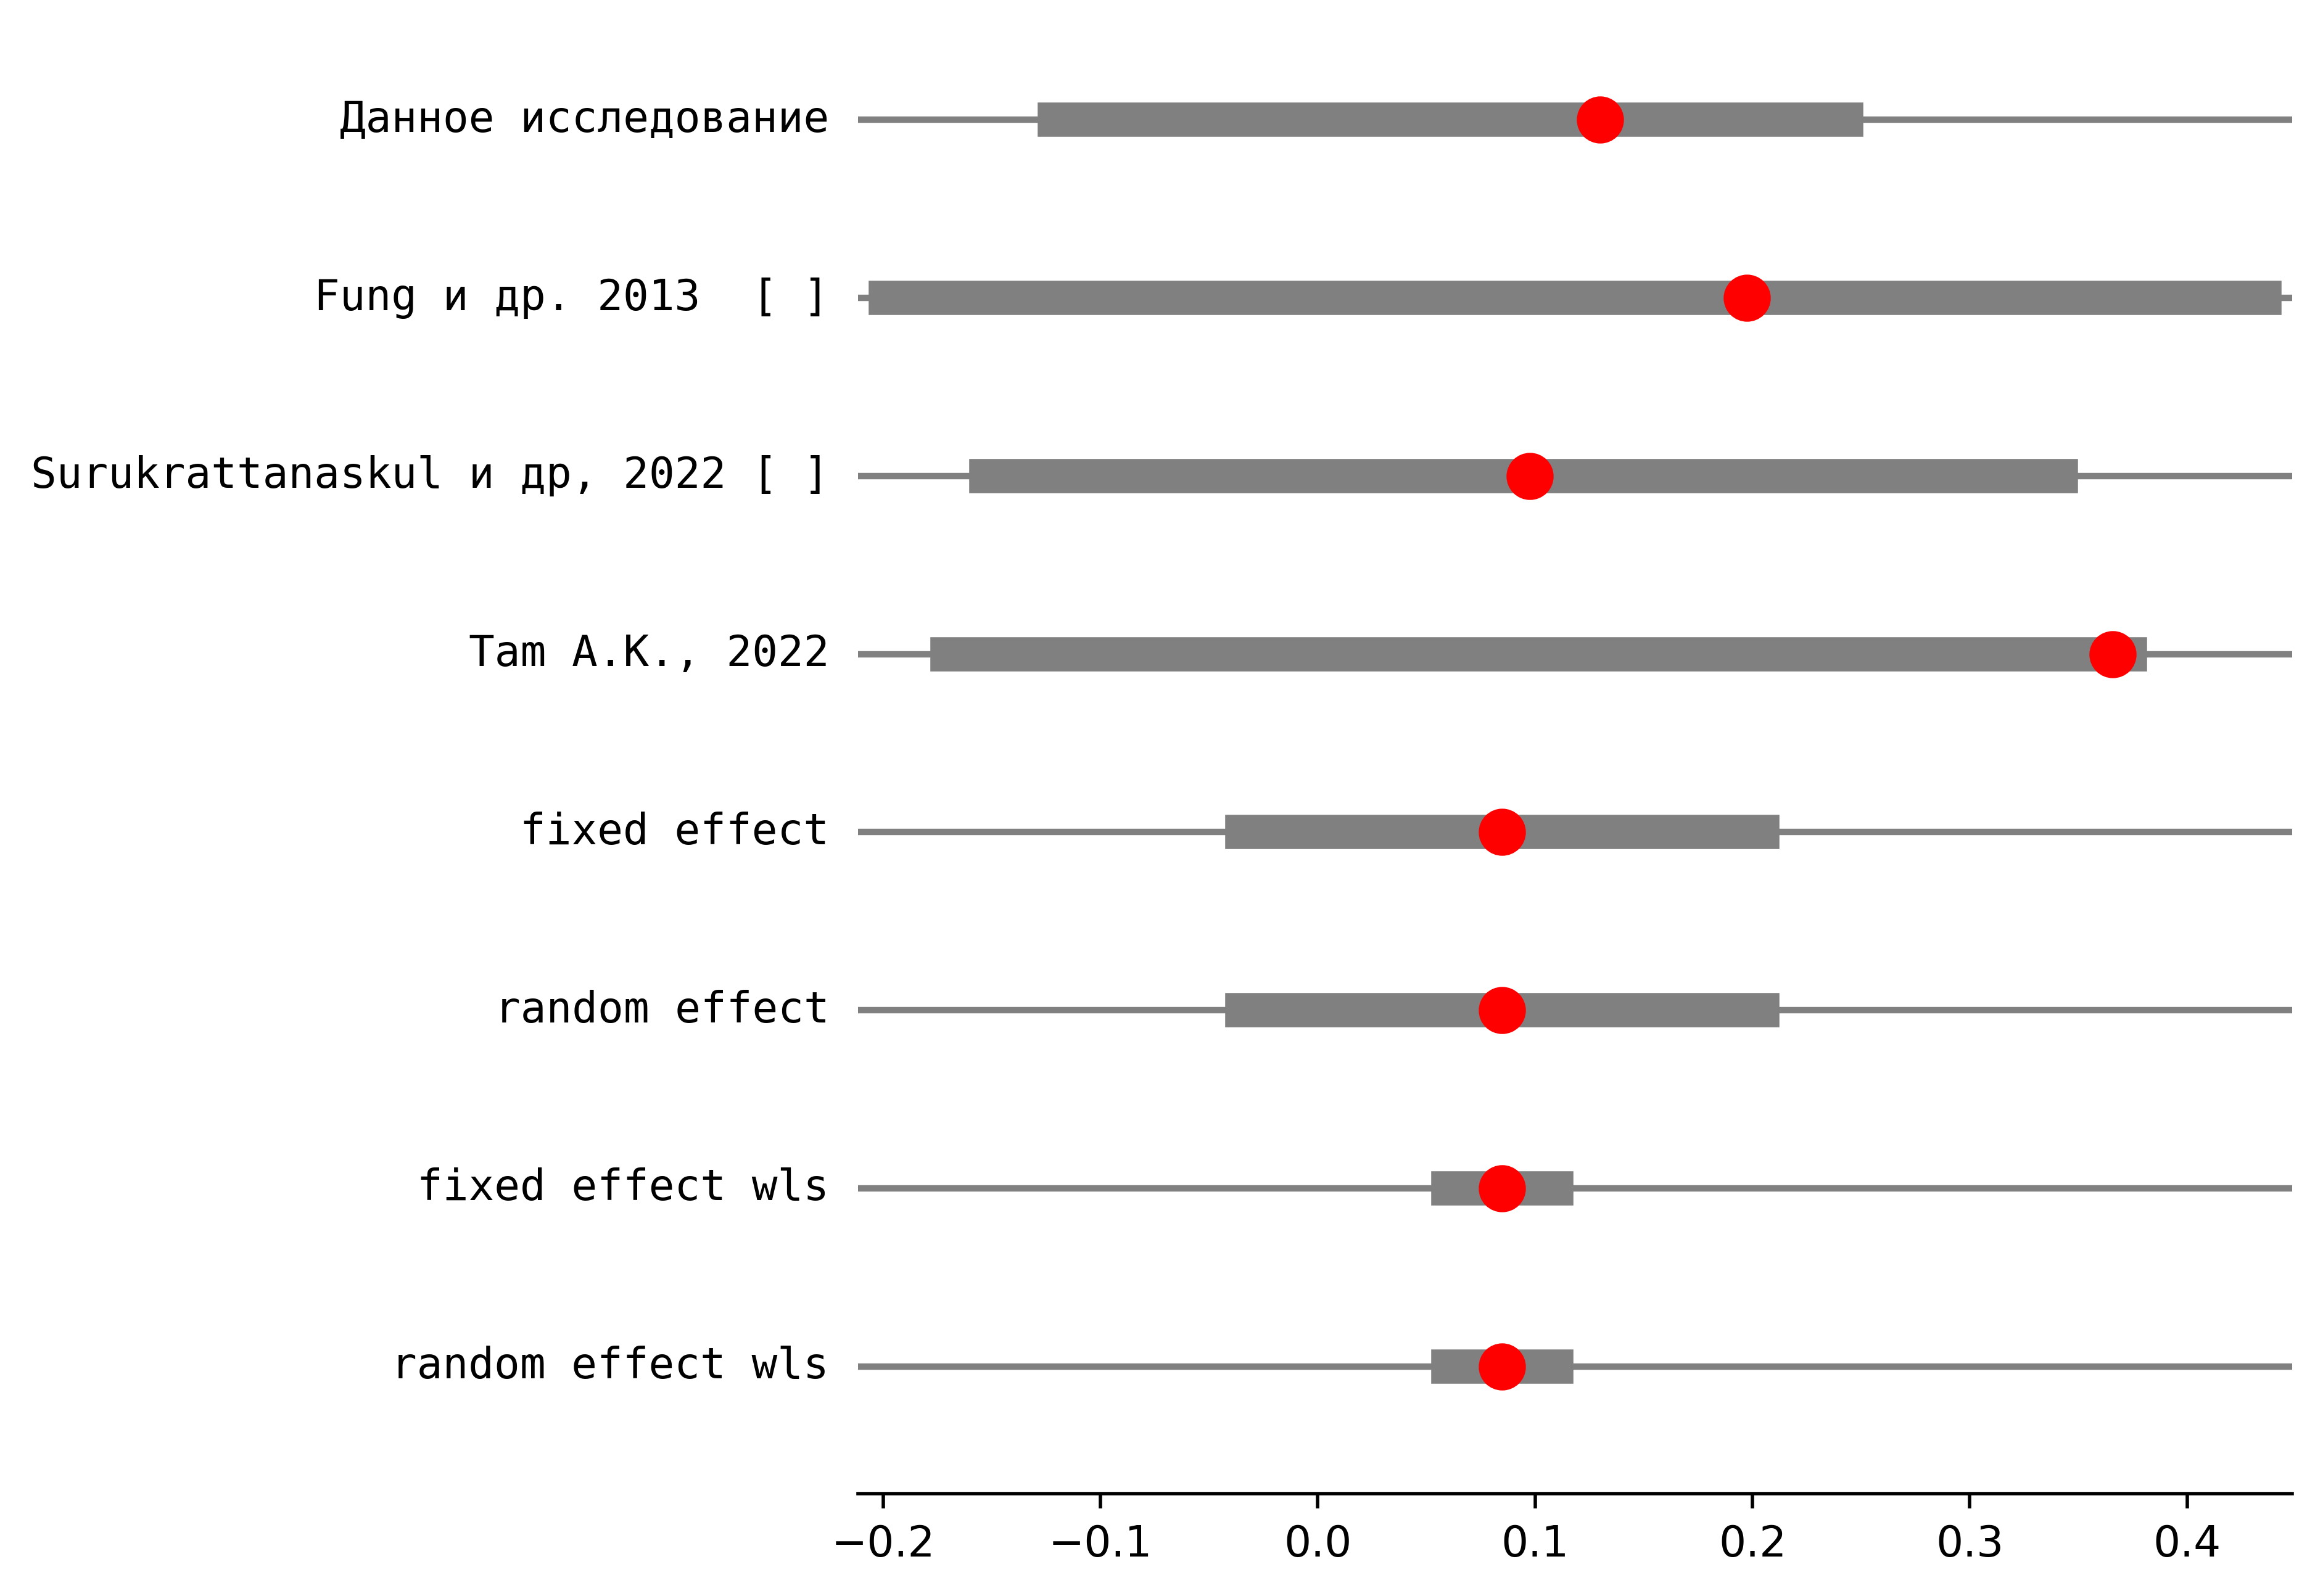 Данное исследование
Fung и др. 2013 [ ]
Surukrattanaskul и др, 2022 [ ]
Tam A.K., 2022
fixed effect
random effect
fixed effect wls
random effect wls
−0.2 −0.1 0.0 0.1 0.2 0.3 0.4